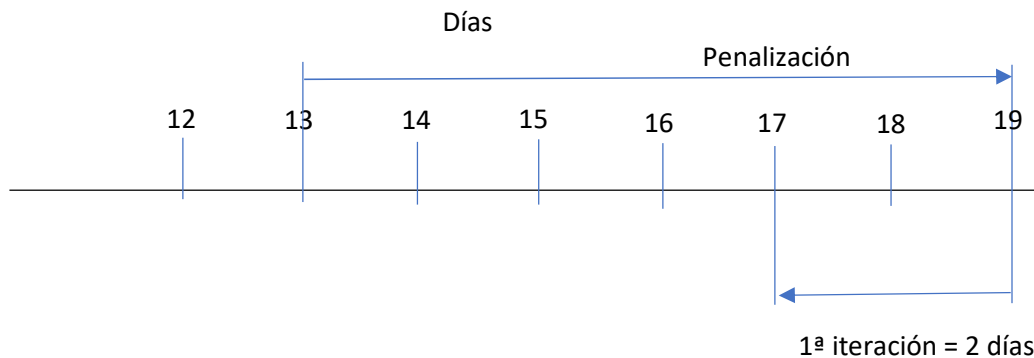 Días
Penalización
12 13 14 15 16 17 18 19
1ª iteración = 2 días